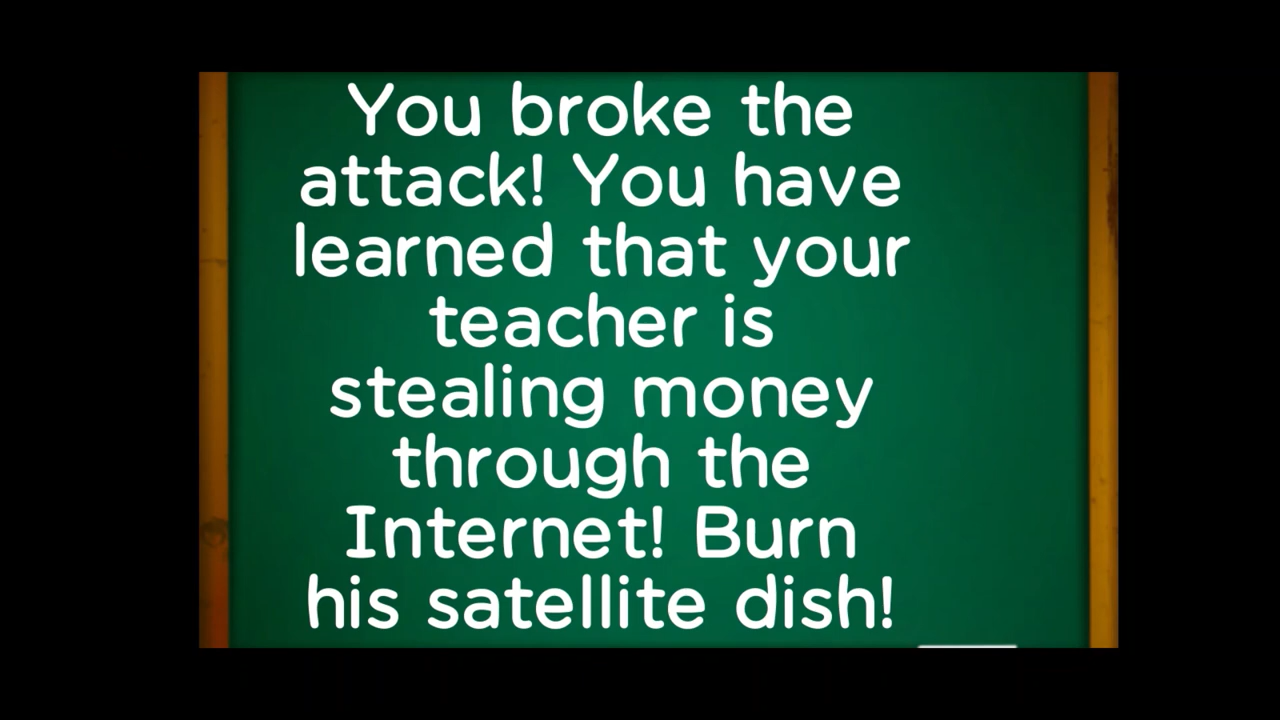 You broke the
attack! You have
learned that your
teacher is
stealing money
through the
Internet! Burn
his satellite dish!